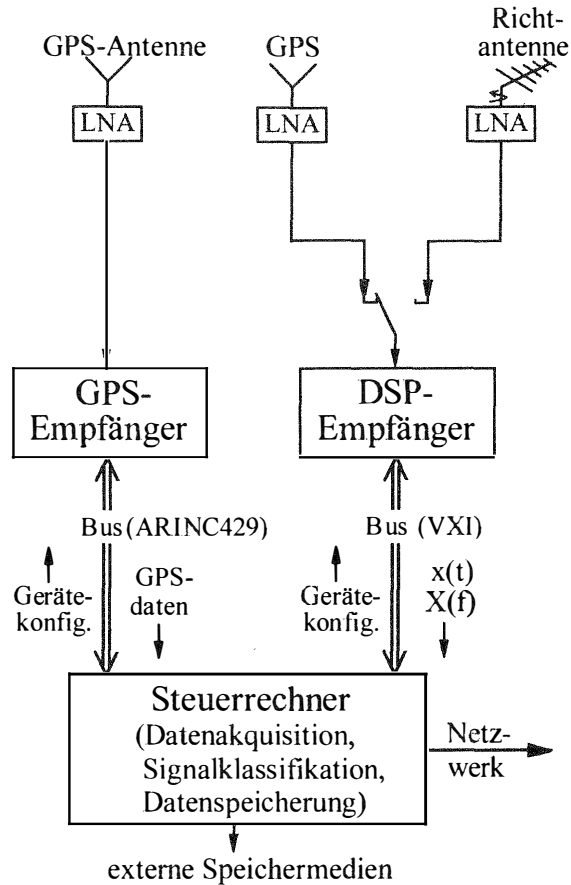 GPS-Antenne
GPS
Richt-
antenne
LNA
LNA
LNA
GPS-
Empfänger
DSP-
Empfänger
Bus (ARINC429)
Bus (VXI)
Geräte-
konfig.
GPS-
daten
Geräte-
konfig.
x(t)
X(f)
Steuerrechner
(Datenakquisition,
Signalklassifikation,
Datenspeicherung)
Netz-
werk
externe Speichermedien